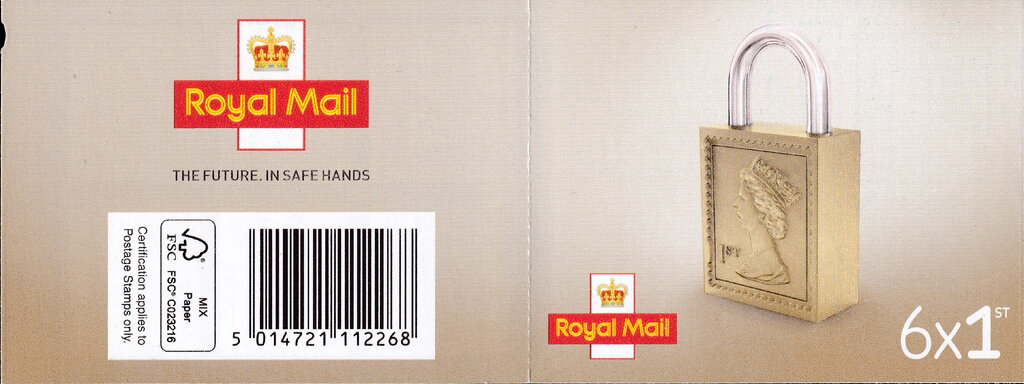 Royal Mail
THE FUTURE. IN SAFE HANDS
Certification applies to
Postage Stamps only.
FSC
MIX
Paper
FSC® C023216
5 014721 112268
1ST
Royal Mail
6x1ST